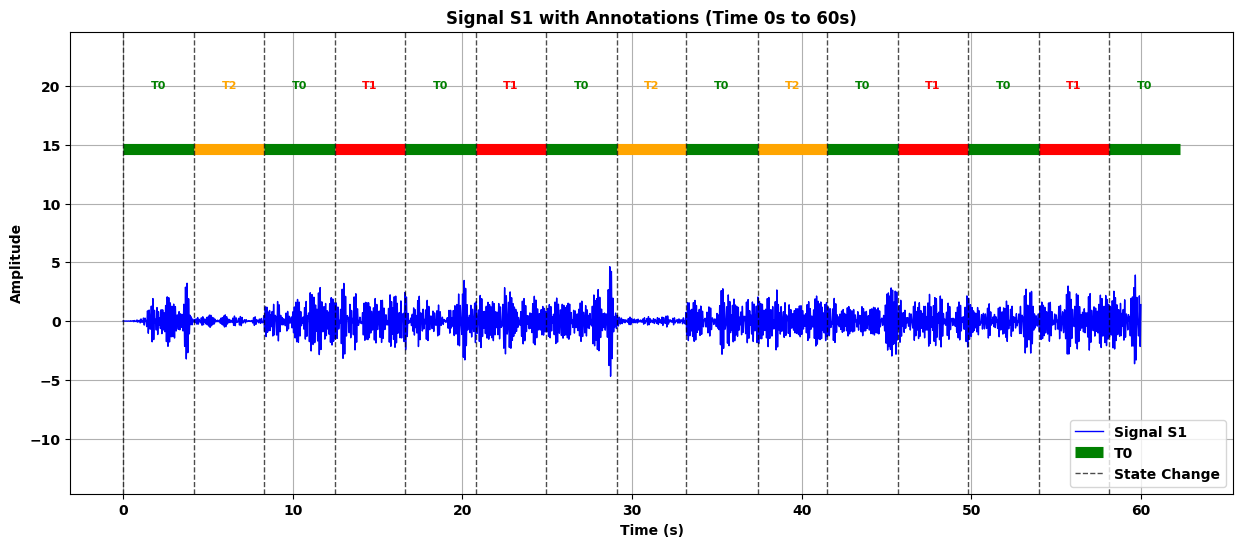 Signal S1 with Annotations (Time 0s to 60s)
T0 T2 T0 T1 T0 T1 T0 T2 T0 T2 T0 T1 T0 T1 T0
20
15
10
5
0
−5
−10
Amplitude
Signal S1
T0
State Change
0 10 20 30 40 50 60
Time (s)